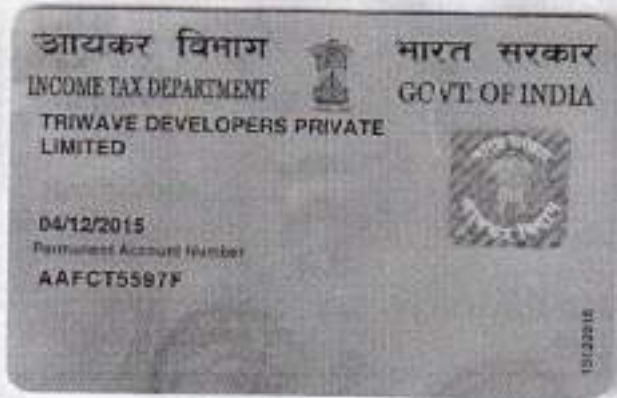 आयकर विभाग
INCOME TAX DEPARTMENT
भारत सरकार
GOVT. OF INDIA
TRIWAVE DEVELOPERS PRIVATE
LIMITED
04/12/2015
Permanent Account Number
AAFCT5597F